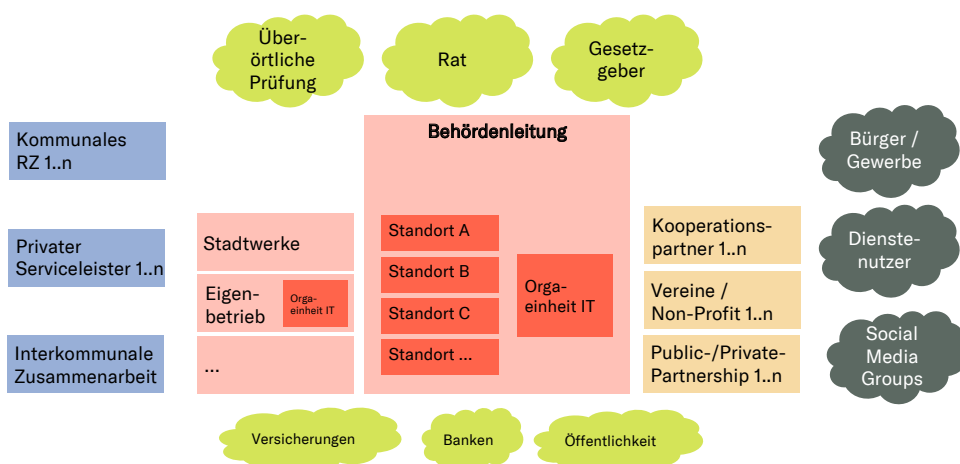 Über-
örtliche
Prüfung
Rat
Gesetz-
geber
Kommunales
RZ 1..n
Privater
Serviceleister 1..n
Interkommunale
Zusammenarbeit
Stadtwerke
Eigen-
betrieb
Orga-
einheit IT
...
Behördenleitung
Standort A
Standort B
Standort C
Standort ...
Orga-
einheit IT
Kooperations-
partner 1..n
Vereine /
Non-Profit 1..n
Public-/Private-
Partnership 1..n
Bürger /
Gewerbe
Dienste-
nutzer
Social
Media
Groups
Versicherungen
Banken
Öffentlichkeit